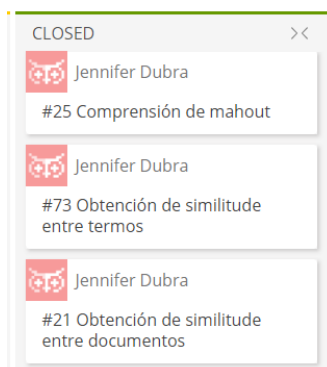 CLOSED
Jennifer Dubra
#25 Comprensión de mahout
Jennifer Dubra
#73 Obtención de similitude
entre termos
Jennifer Dubra
#21 Obtención de similitude
entre documentos